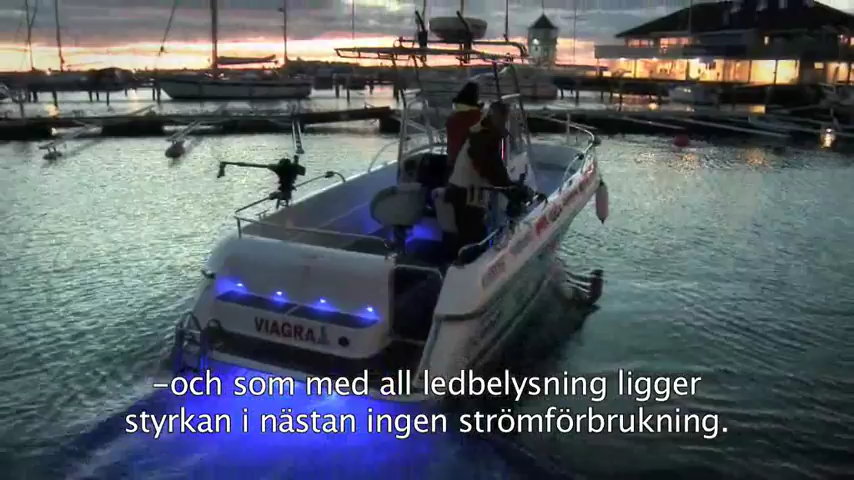 VIAGRA
–och som med all ledbelysning ligger
styrkan i nästan ingen strömförbrukning.